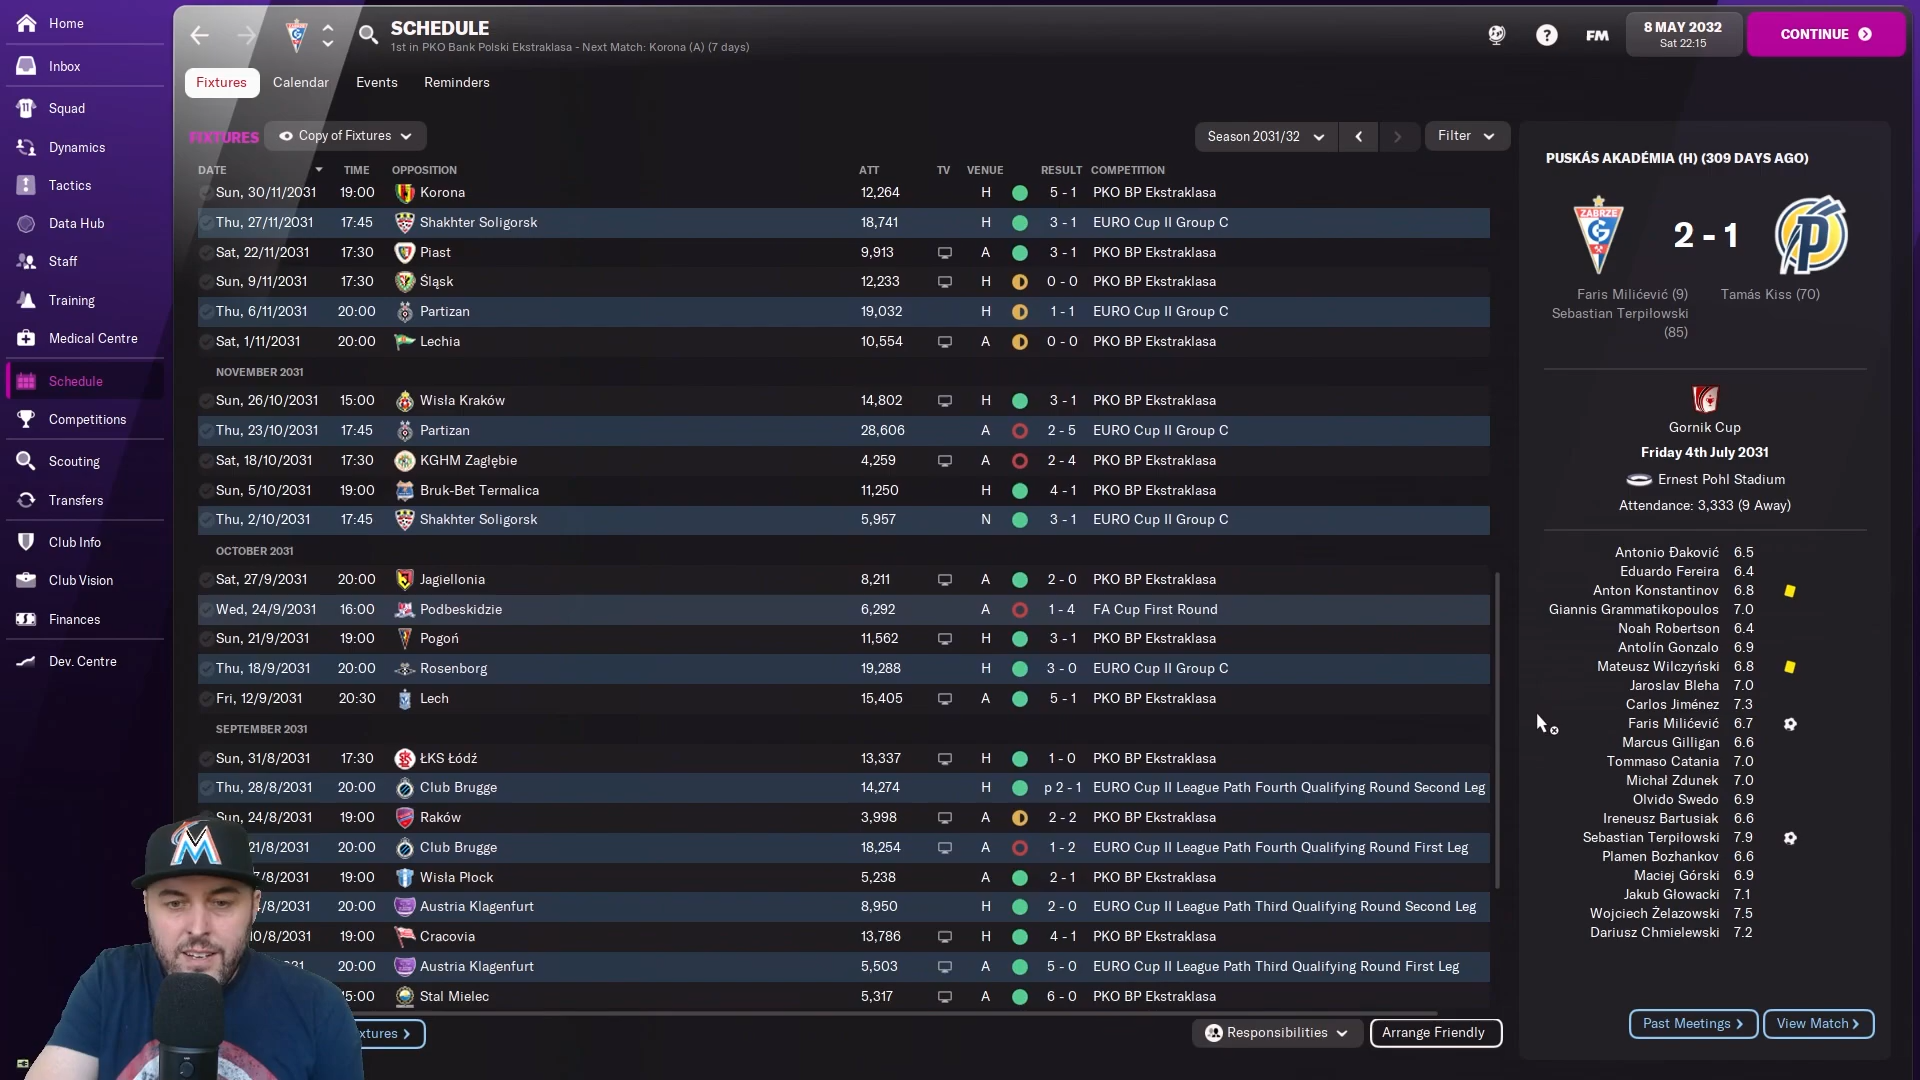 Home
Inbox
Squad
Dynamics
Tactics
Data Hub
Staff
Training
Medical Centre
Schedule
Competitions
Scouting
Transfers
Club Info
Club Vision
Finances
Dev. Centre
SCHEDULE
1st in PKO Bank Polski Ekstraklasa - Next Match: Korona (A) (7 days)
FM
8 MAY 2032
Sat 22:15
CONTINUE
Fixtures Calendar Events Reminders
FIXTURES Copy of Fixtures Season 2031/32 Filter
DATE TIME OPPOSITION ATT TV VENUE RESULT COMPETITION
Sun, 30/11/2031 19:00 Korona 12,264 H 5 - 1 PKO BP Ekstraklasa
Thu, 27/11/2031 17:45 Shakhter Soligorsk 18,741 H 3 - 1 EURO Cup II Group C
Sat, 22/11/2031 17:30 Piast 9,913 A 3 - 1 PKO BP Ekstraklasa
Sun, 9/11/2031 17:30 Śląsk 12,233 H 0 - 0 PKO BP Ekstraklasa
Thu, 6/11/2031 20:00 Partizan 19,032 H 1 - 1 EURO Cup II Group C
Sat, 1/11/2031 20:00 Lechia 10,554 A 0 - 0 PKO BP Ekstraklasa
NOVEMBER 2031
Sun, 26/10/2031 15:00 Wisła Kraków 14,802 H 3 - 1 PKO BP Ekstraklasa
Thu, 23/10/2031 17:45 Partizan 28,606 A 2 - 5 EURO Cup II Group C
Sat, 18/10/2031 17:30 KGHM Zagłębie 4,259 A 2 - 4 PKO BP Ekstraklasa
Sun, 5/10/2031 19:00 Bruk-Bet Termalica 11,250 H 4 - 1 PKO BP Ekstraklasa
Thu, 2/10/2031 17:45 Shakhter Soligorsk 5,957 N 3 - 1 EURO Cup II Group C
OCTOBER 2031
Sat, 27/9/2031 20:00 Jagiellonia 8,211 A 2 - 0 PKO BP Ekstraklasa
Wed, 24/9/2031 16:00 Podbeskidzie 6,292 A 1 - 4 FA Cup First Round
Sun, 21/9/2031 19:00 Pogoń 11,562 H 3 - 1 PKO BP Ekstraklasa
Thu, 18/9/2031 20:00 Rosenborg 19,288 H 3 - 0 EURO Cup II Group C
Fri, 12/9/2031 20:30 Lech 15,405 A 5 - 1 PKO BP Ekstraklasa
SEPTEMBER 2031
Sun, 31/8/2031 17:30 ŁKS Łódź 13,337 H 1 - 0 PKO BP Ekstraklasa
Thu, 28/8/2031 20:00 Club Brugge 14,274 H p 2 - 1 EURO Cup II League Path Fourth Qualifying Round Second Leg
Sun, 24/8/2031 19:00 Raków 3,998 A 2 - 2 PKO BP Ekstraklasa
21/8/2031 20:00 Club Brugge 18,254 A 1 - 2 EURO Cup II League Path Fourth Qualifying Round First Leg
7/8/2031 19:00 Wisła Płock 5,238 A 2 - 1 PKO BP Ekstraklasa
4/8/2031 20:00 Austria Klagenfurt 8,950 H 2 - 0 EURO Cup II League Path Third Qualifying Round Second Leg
10/8/2031 19:00 Cracovia 13,786 H 4 - 1 PKO BP Ekstraklasa
20:00 Austria Klagenfurt 5,503 A 5 - 0 EURO Cup II League Path Third Qualifying Round First Leg
5:00 Stal Mielec 5,317 A 6 - 0 PKO BP Ekstraklasa
xtures Responsibilities Arrange Friendly
PUSKÁS AKADÉMIA (H) (309 DAYS AGO)
ZABRZE
2 - 1
Faris Milićević (9) Tamás Kiss (70)
Sebastian Terpiłowski
(85)
Gornik Cup
Friday 4th July 2031
Ernest Pohl Stadium
Attendance: 3,333 (9 Away)
Antonio Đaković 6.5
Eduardo Fereira 6.4
Anton Konstantinov 6.8
Giannis Grammatikopoulos 7.0
Noah Robertson 6.4
Antolín Gonzalo 6.9
Mateusz Wilczyński 6.8
Jaroslav Bleha 7.0
Carlos Jiménez 7.3
Faris Milićević 6.7
Marcus Gilligan 6.6
Tommaso Catania 7.0
Michał Zdunek 7.0
Olvido Swedo 6.9
Ireneusz Bartusiak 6.6
Sebastian Terpiłowski 7.9
Plamen Bozhankov 6.6
Maciej Górski 6.9
Jakub Głowacki 7.1
Wojciech Żelazowski 7.5
Dariusz Chmielewski 7.2
Past Meetings View Match